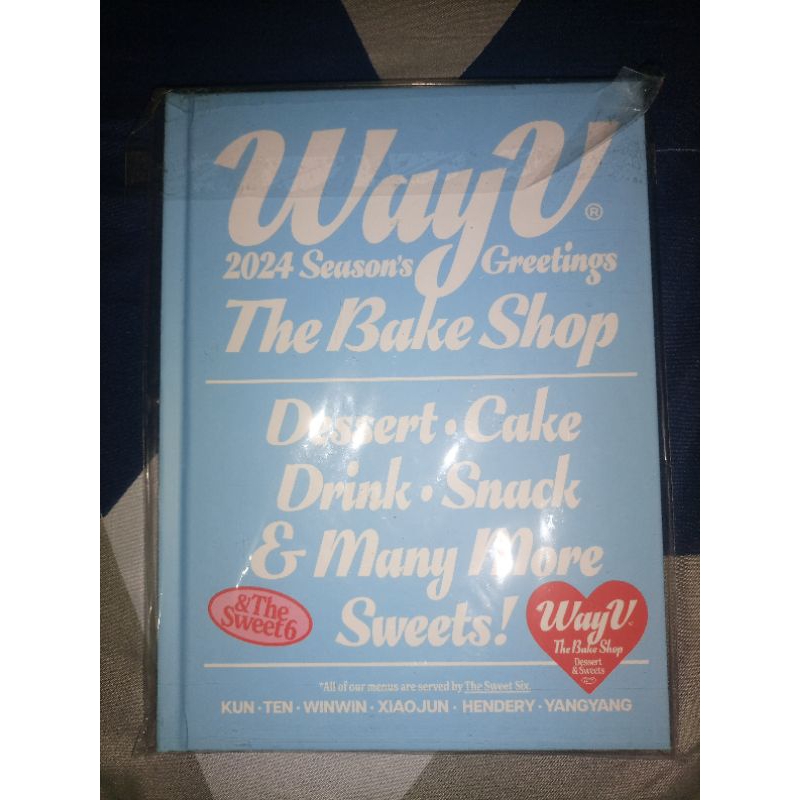 WayV®
2024 Season's Greetings
The Bake Shop
Dessert · Cake
Drink · Snack
& Many More
Sweets!
&The
Sweet6
WayV
The Bake Shop
Dessert
& Sweets
*All of our menus are served by The Sweet Six.
KUN · TEN · WINWIN · XIAOJUN · HENDERY · YANGYANG